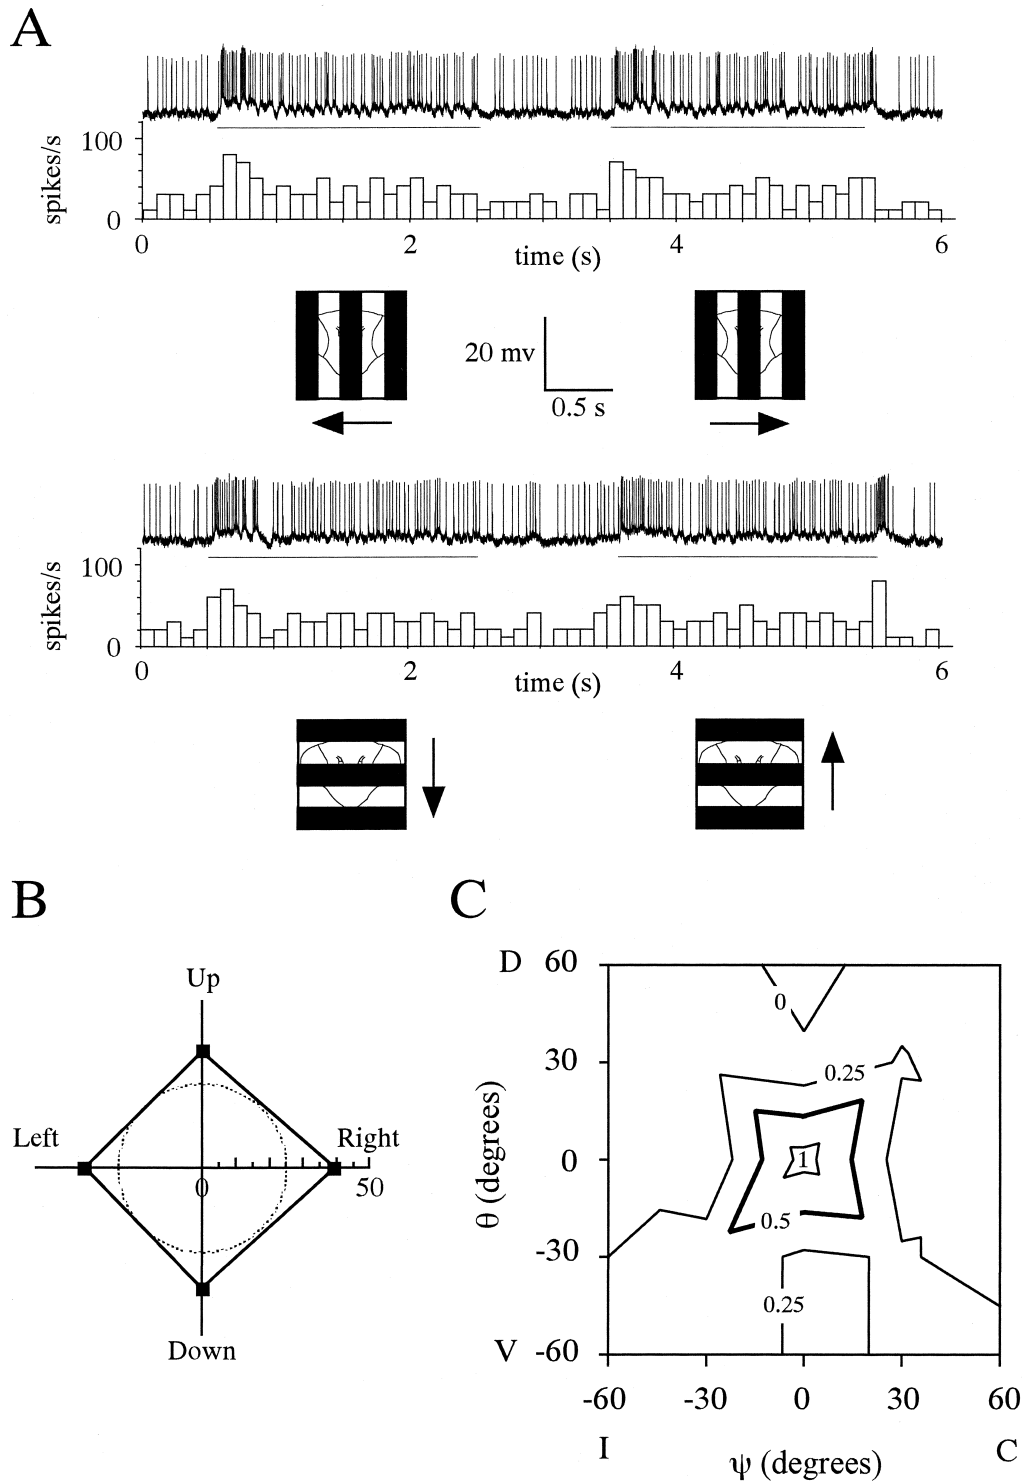 A
spikes/s
100
0
0 2 4 6
time (s)
20 mv
0.5 s
spikes/s
100
0
0 2 4 6
time (s)
B
Up
Left
Right
0
50
Down
C
D 60
0
30
0.25
θ (degrees)
0
1
0.5
-30
0.25
V -60
-60 -30 0 30 60
I C
ψ (degrees)